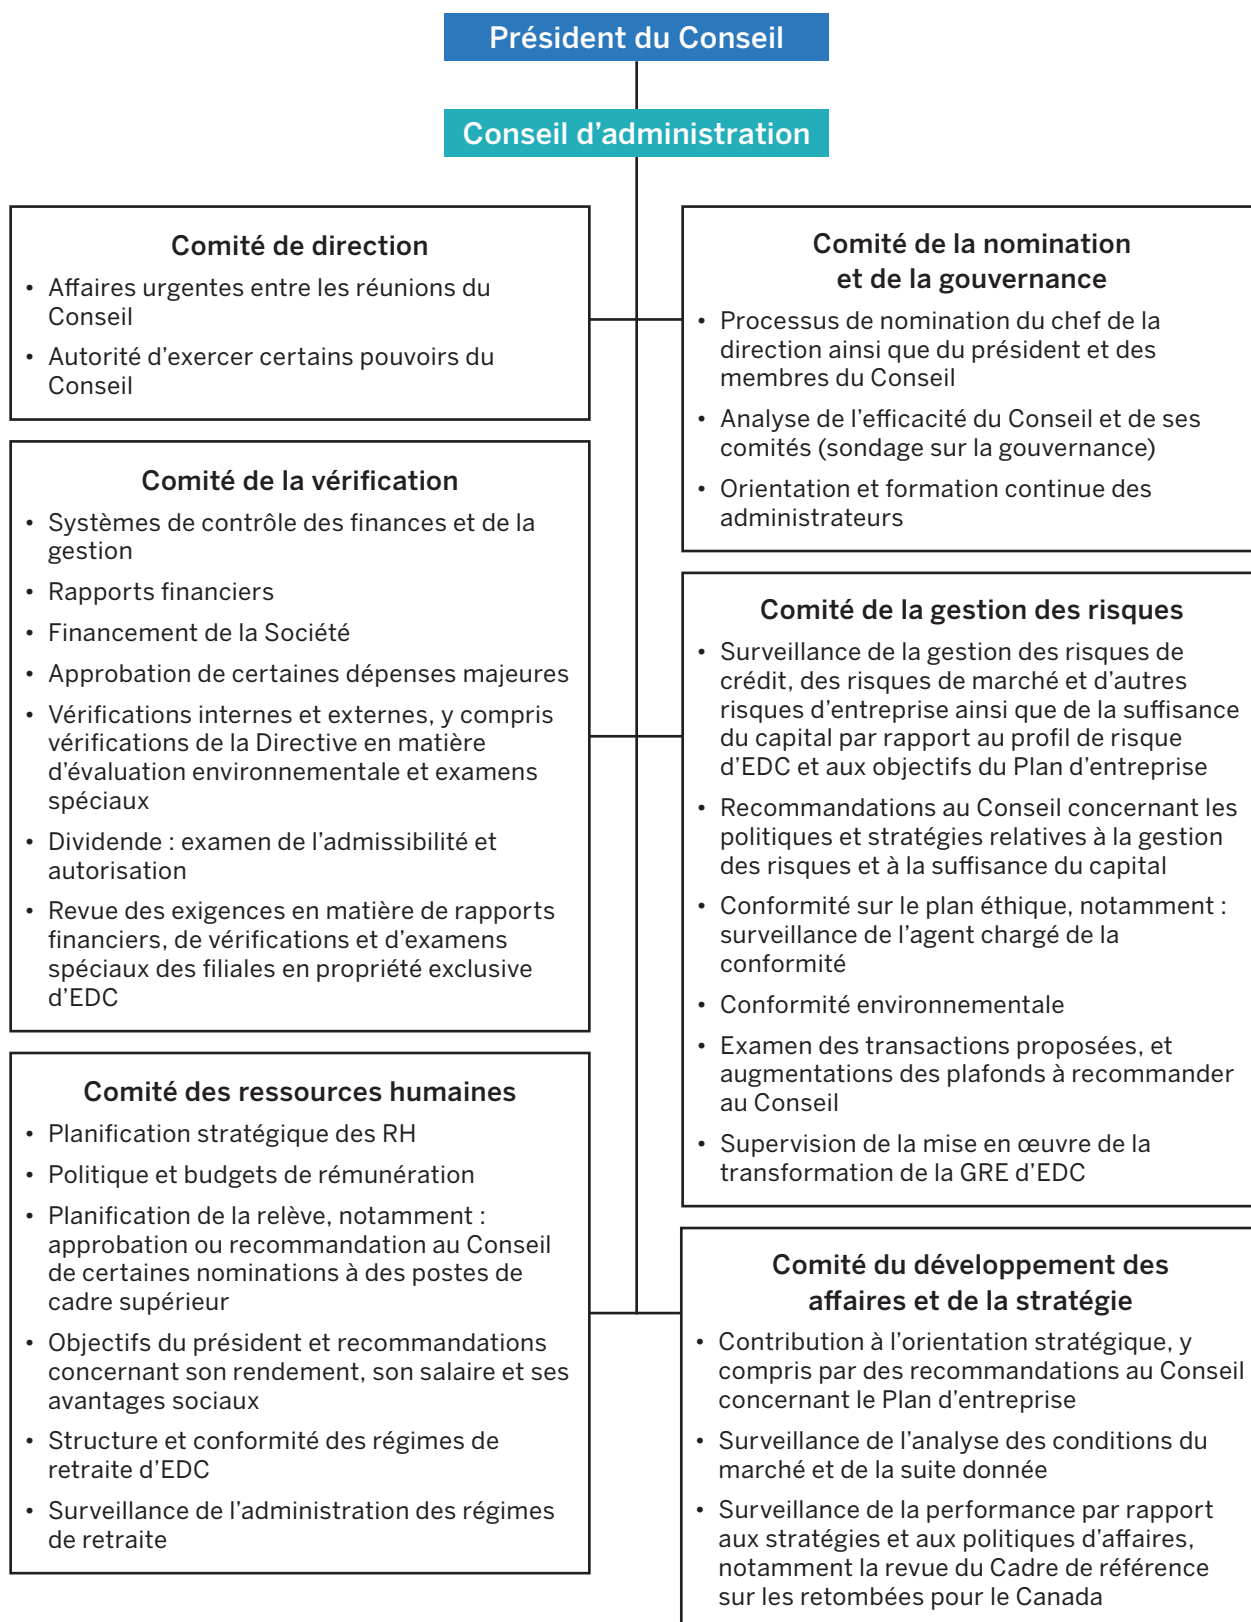 Président du Conseil
Conseil d'administration
Comité de direction
• Affaires urgentes entre les réunions du
Conseil
• Autorité d'exercer certains pouvoirs du
Conseil
Comité de la vérification
• Systèmes de contrôle des finances et de la
gestion
• Rapports financiers
• Financement de la Société
• Approbation de certaines dépenses majeures
• Vérifications internes et externes, y compris
vérifications de la Directive en matière
d'évaluation environnementale et examens
spéciaux
• Dividende : examen de l'admissibilité et
autorisation
• Revue des exigences en matière de rapports
financiers, de vérifications et d'examens
spéciaux des filiales en propriété exclusive
d'EDC
Comité des ressources humaines
• Planification stratégique des RH
• Politique et budgets de rémunération
• Planification de la relève, notamment :
approbation ou recommandation au Conseil
de certaines nominations à des postes de
cadre supérieur
• Objectifs du président et recommandations
concernant son rendement, son salaire et ses
avantages sociaux
• Structure et conformité des régimes de
retraite d'EDC
• Surveillance de l'administration des régimes
de retraite
Comité de la nomination
et de la gouvernance
• Processus de nomination du chef de la
direction ainsi que du président et des
membres du Conseil
• Analyse de l'efficacité du Conseil et de ses
comités (sondage sur la gouvernance)
• Orientation et formation continue des
administrateurs
Comité de la gestion des risques
• Surveillance de la gestion des risques de
crédit, des risques de marché et d'autres
risques d'entreprise ainsi que de la suffisance
du capital par rapport au profil de risque
d'EDC et aux objectifs du Plan d'entreprise
• Recommandations au Conseil concernant les
politiques et stratégies relatives à la gestion
des risques et à la suffisance du capital
• Conformité sur le plan éthique, notamment :
surveillance de l'agent chargé de la
conformité
• Conformité environnementale
• Examen des transactions proposées, et
augmentations des plafonds à recommander
au Conseil
• Supervision de la mise en œuvre de la
transformation de la GRE d'EDC
Comité du développement des
affaires et de la stratégie
• Contribution à l'orientation stratégique, y
compris par des recommandations au Conseil
concernant le Plan d'entreprise
• Surveillance de l'analyse des conditions du
marché et de la suite donnée
• Surveillance de la performance par rapport
aux stratégies et aux politiques d'affaires,
notamment la revue du Cadre de référence
sur les retombées pour le Canada